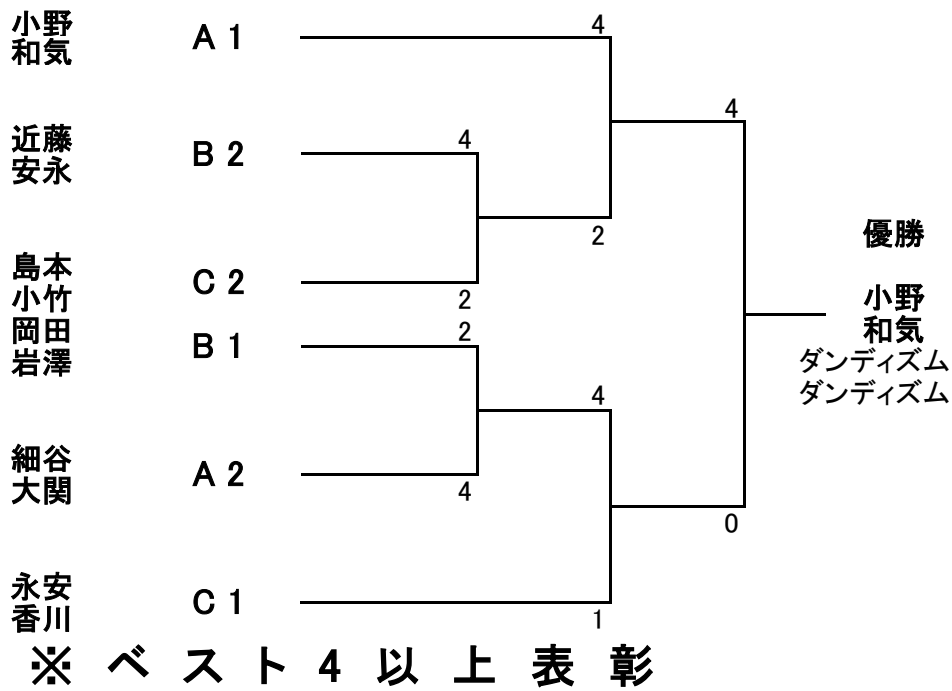 小野
和気
A 1
4
4
近藤
安永
B 2
4
2
優勝
島本
小竹
C 2
2
小野
和気
ダンディズム
ダンディズム
岡田
岩澤
B 1
2
4
細谷
大関
A 2
4
0
永安
香川
C 1
1
※ ベスト4以上表彰